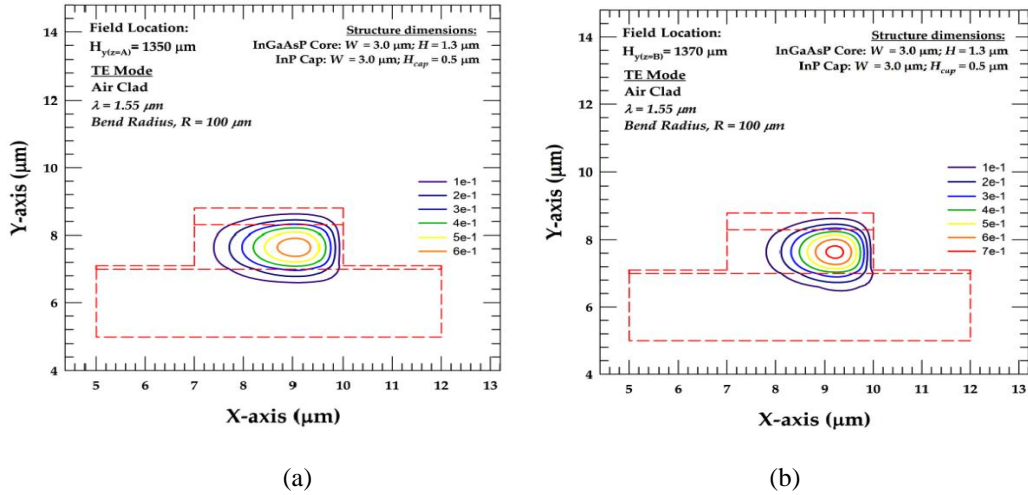 Field Location:
H_y(z=A) = 1350 μm
TE Mode
Air Clad
λ = 1.55 μm
Bend Radius, R = 100 μm
Structure dimensions:
InGaAsP Core: W = 3.0 μm; H = 1.3 μm
InP Cap: W = 3.0 μm; H_cap = 0.5 μm
1e-1
2e-1
3e-1
4e-1
5e-1
6e-1
14
12
10
8
6
4
Y-axis (μm)
5 6 7 8 9 10 11 12 13
X-axis (μm)
(a)
Field Location:
H_y(z=B) = 1370 μm
TE Mode
Air Clad
λ = 1.55 μm
Bend Radius, R = 100 μm
Structure dimensions:
InGaAsP Core: W = 3.0 μm; H = 1.3 μm
InP Cap: W = 3.0 μm; H_cap = 0.5 μm
1e-1
2e-1
3e-1
4e-1
5e-1
6e-1
7e-1
14
12
10
8
6
4
Y-axis (μm)
5 6 7 8 9 10 11 12 13
X-axis (μm)
(b)